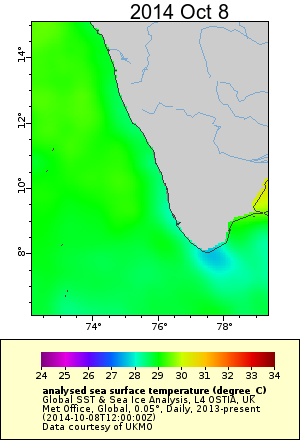 2014 Oct 8
14°
12°
10°
8°
74°
76°
78°
24 25 26 27 28 29 30 31 32 33 34
analysed sea surface temperature (degree_C)
Global SST & Sea Ice Analysis, L4 OSTIA, UK
Met Office, Global, 0.05°, Daily, 2013-present
(2014-10-08T12:00:00Z)
Data courtesy of UKMO